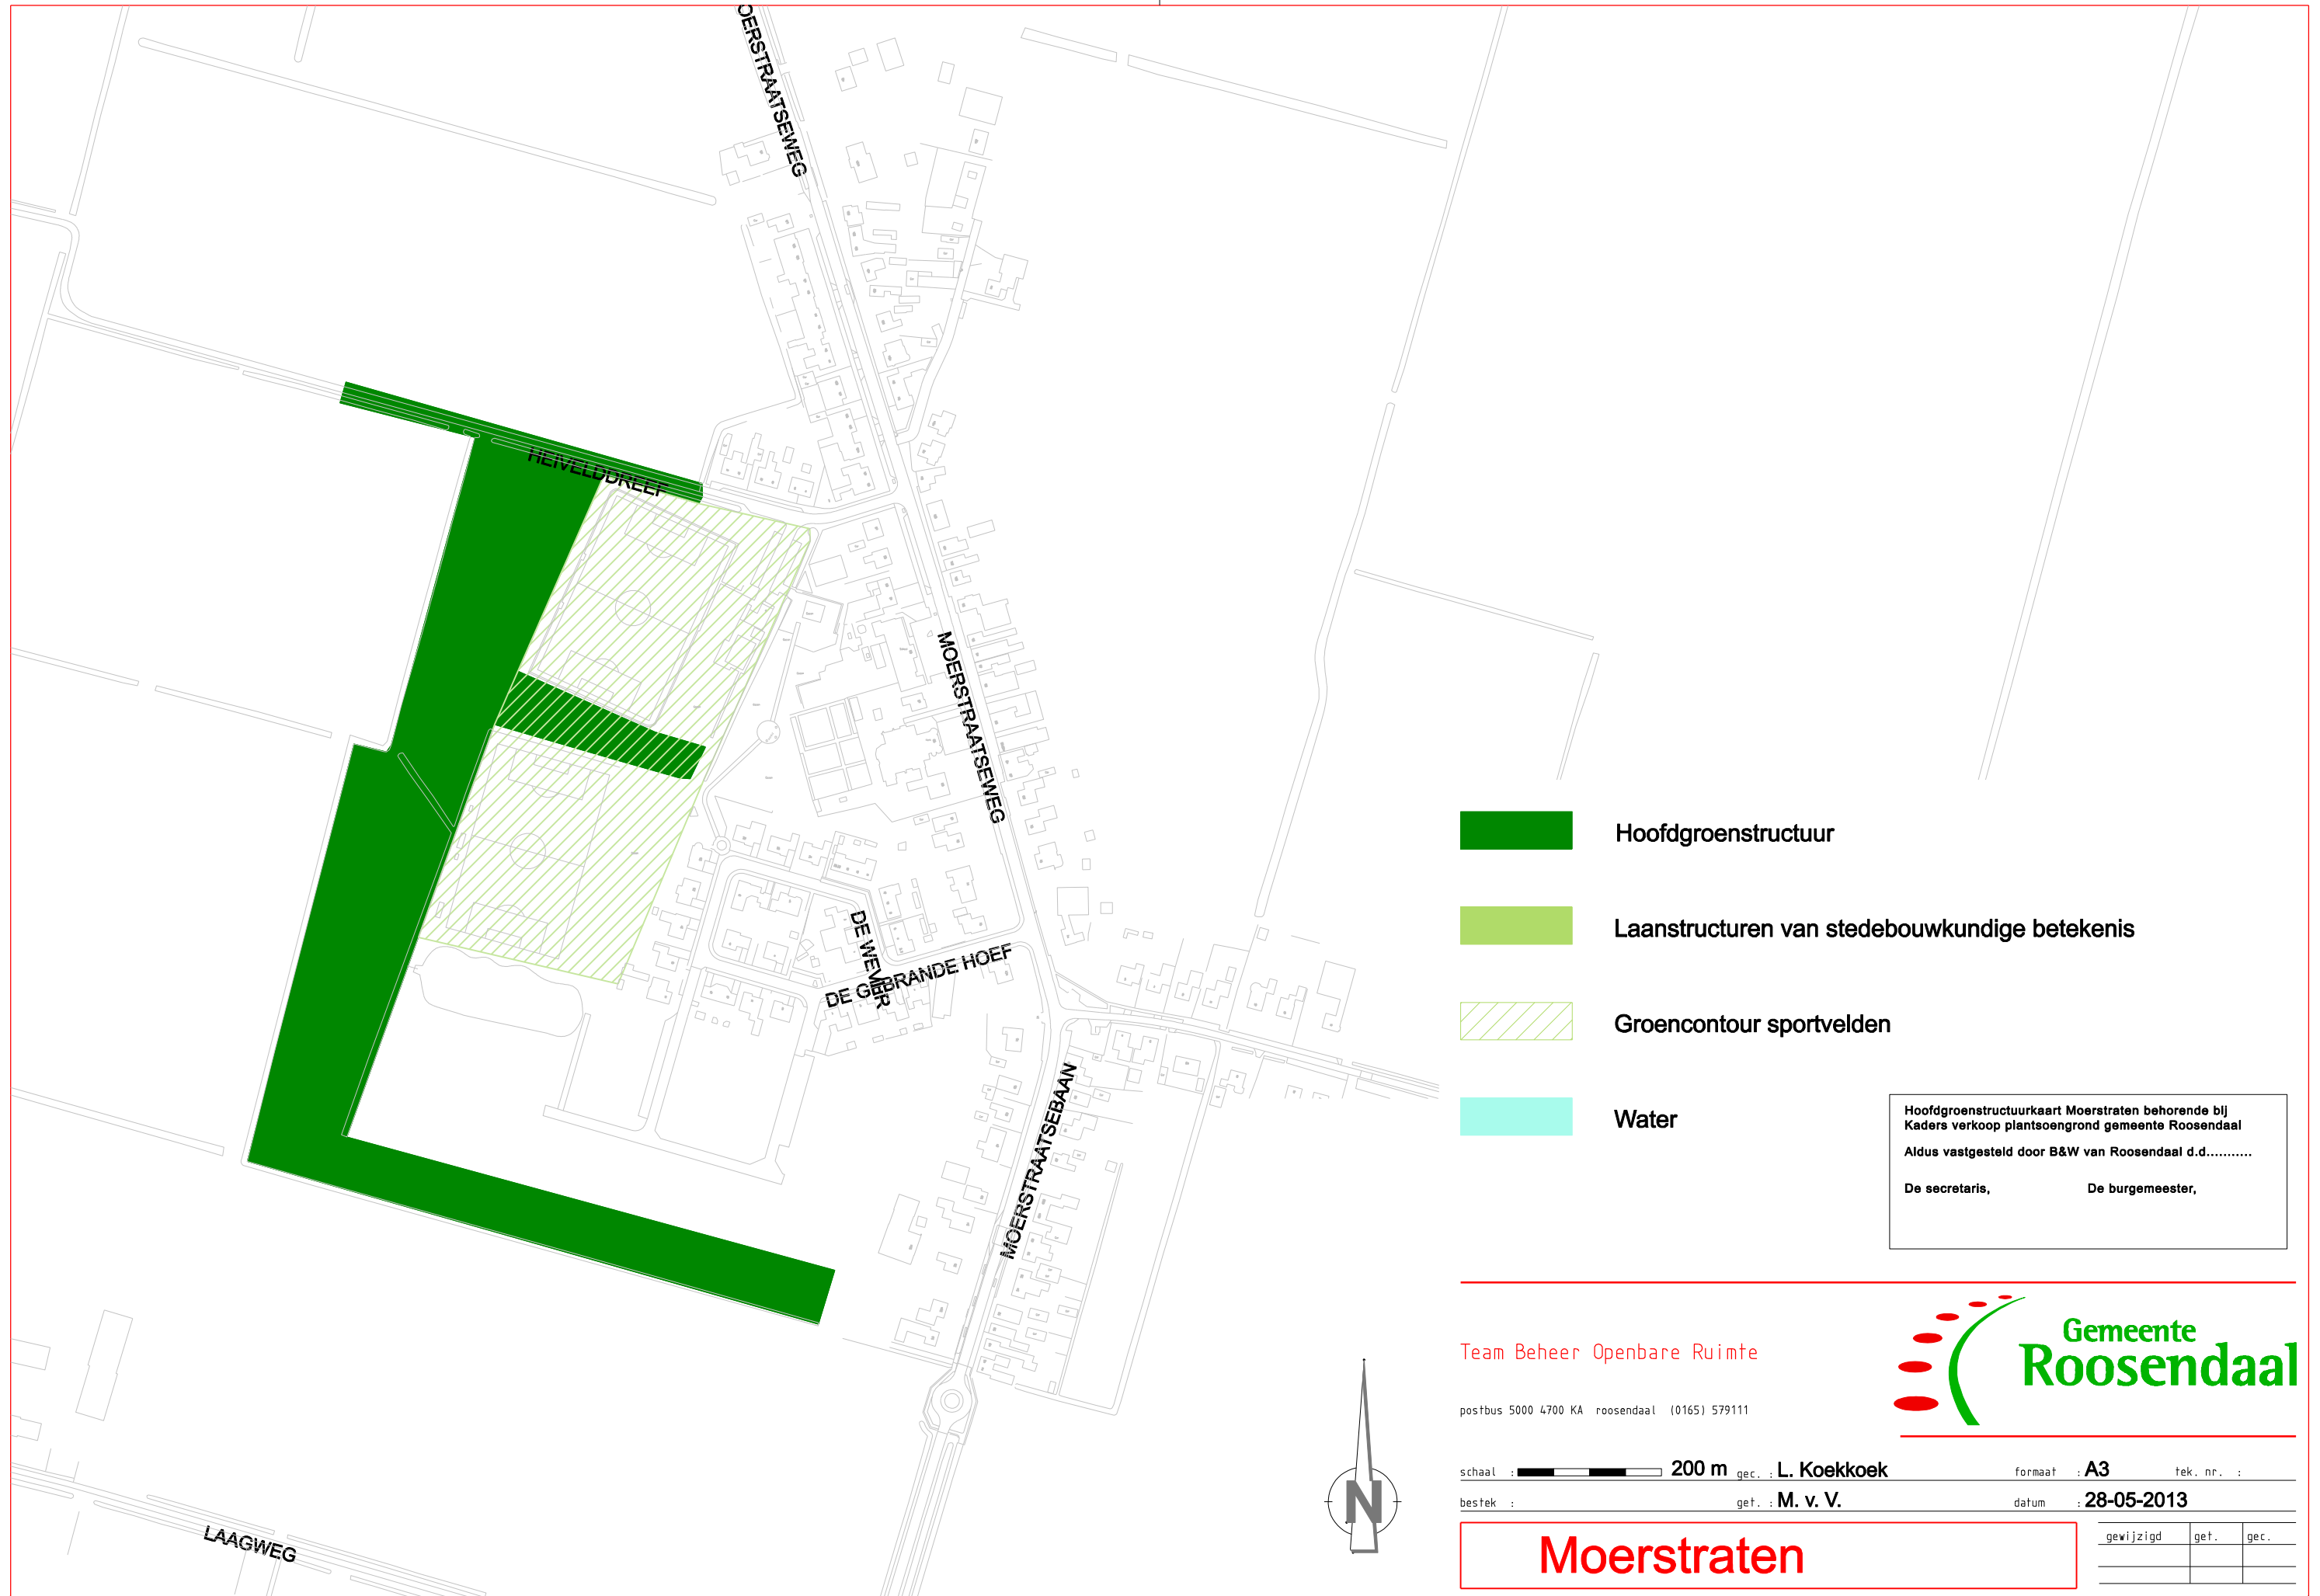 OERSTRAATSEWEG
HEIVELDDREEF
MOERSTRAATSEWEG
DE WEVER
DE GEBRANDE HOEF
MOERSTRAATSEBAAN
LAAGWEG
Hoofdgroenstructuur
Laanstructuren van stedebouwkundige betekenis
Groencontour sportvelden
Water
Hoofdgroenstructuurkaart Moerstraten behorende bij
Kaders verkoop plantsoengrond gemeente Roosendaal
Aldus vastgesteld door B&W van Roosendaal d.d...........
De secretaris, De burgemeester,
Gemeente
Roosendaal
Team Beheer Openbare Ruimte
postbus 5000 4700 KA roosendaal (0165) 579111
schaal : 200 m gec. : L. Koekkoek formaat : A3 tek. nr. :
bestek : get. : M. v. V. datum : 28-05-2013
N
Moerstraten
gewijzigd get. gec.